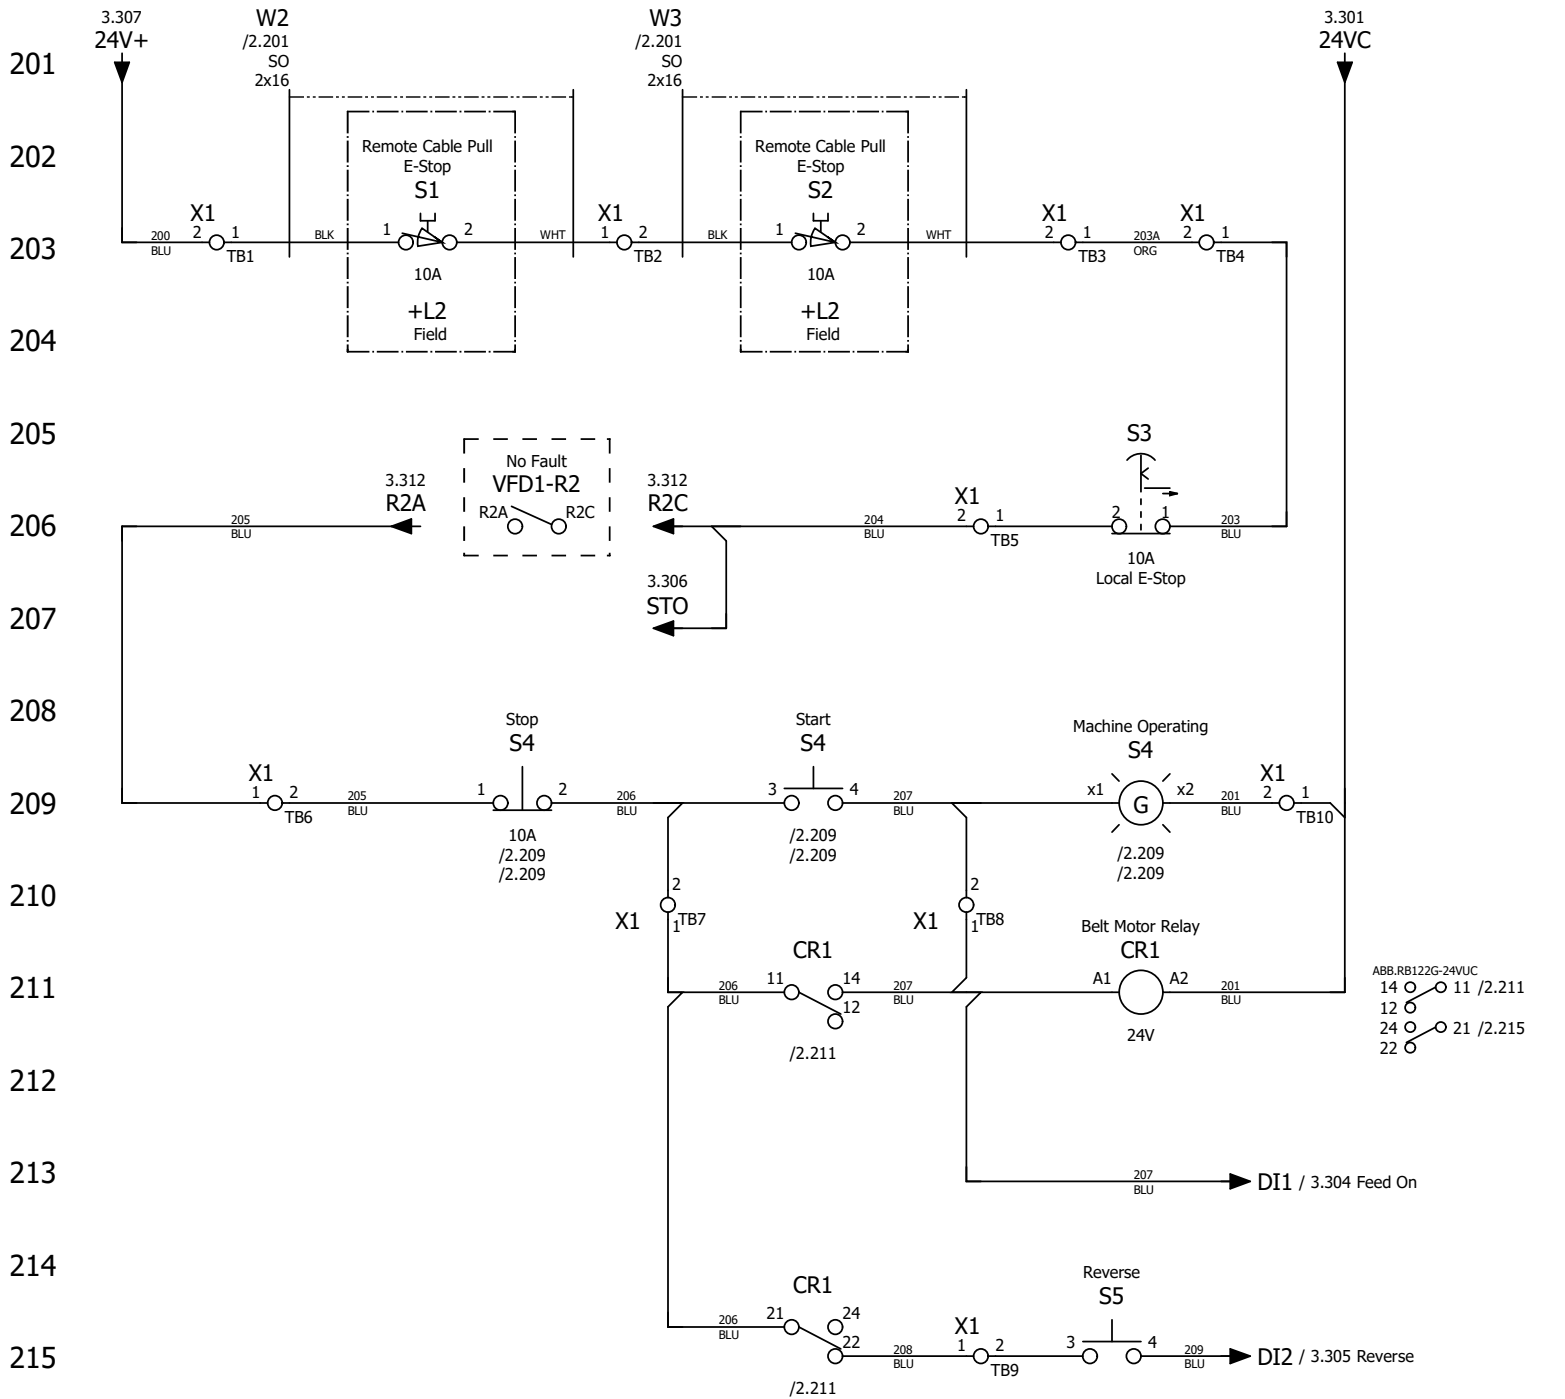 3.307
24V+
W2
/2.201
SO
2x16
W3
/2.201
SO
2x16
3.301
24VC
201
202
Remote Cable Pull
E-Stop
S1
Remote Cable Pull
E-Stop
S2
203
200
BLU
X1
2 1
TB1
BLK
1 2
10A
WHT
X1
1 2
TB2
BLK
1 2
10A
WHT
X1
2 1
TB3
203A
ORG
X1
2 1
TB4
204
+L2
Field
+L2
Field
205
S3
206
205
BLU
3.312
R2A
No Fault
VFD1-R2
R2A R2C
3.312
R2C
204
BLU
X1
2 1
TB5
2 1
203
BLU
10A
Local E-Stop
207
3.306
STO
208
Stop
S4
Start
S4
Machine Operating
S4
209
X1
1 2
TB6
205
BLU
1 2
206
BLU
3 4
207
BLU
x1 G x2
201
BLU
X1
2 1
TB10
10A
/2.209
/2.209
/2.209
/2.209
/2.209
/2.209
210
X1
2
1
TB7
X1
2
1
TB8
Belt Motor Relay
CR1
CR1
211
206
BLU
11 14
12
207
BLU
A1 A2
201
BLU
/2.211
24V
ABB.RB122G-24VUC
14 11 /2.211
12
24 21 /2.215
22
212
213
207
BLU
DI1 / 3.304 Feed On
214
CR1
Reverse
S5
215
206
BLU
21 24
22
208
BLU
X1
1 2
TB9
3 4
209
BLU
DI2 / 3.305 Reverse
/2.211